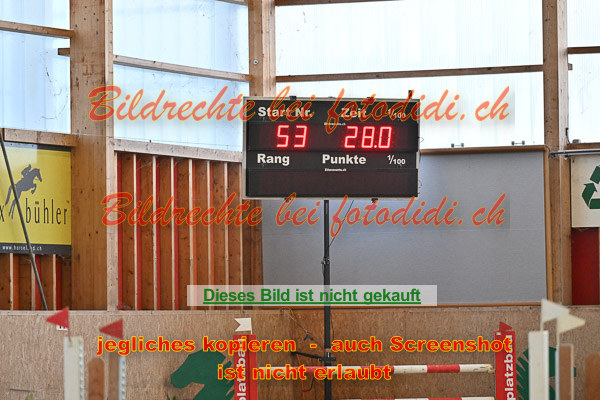 Bildrechte bei fotodidi.ch
Start Nr. Zeit 1/100
53 28.0
Rang Punkte 1/100
bühler
Bildrechte bei fotodidi.ch
Dieses Bild ist nicht gekauft
jegliches kopieren - auch Screenshot
ist nicht erlaubt
platzbau